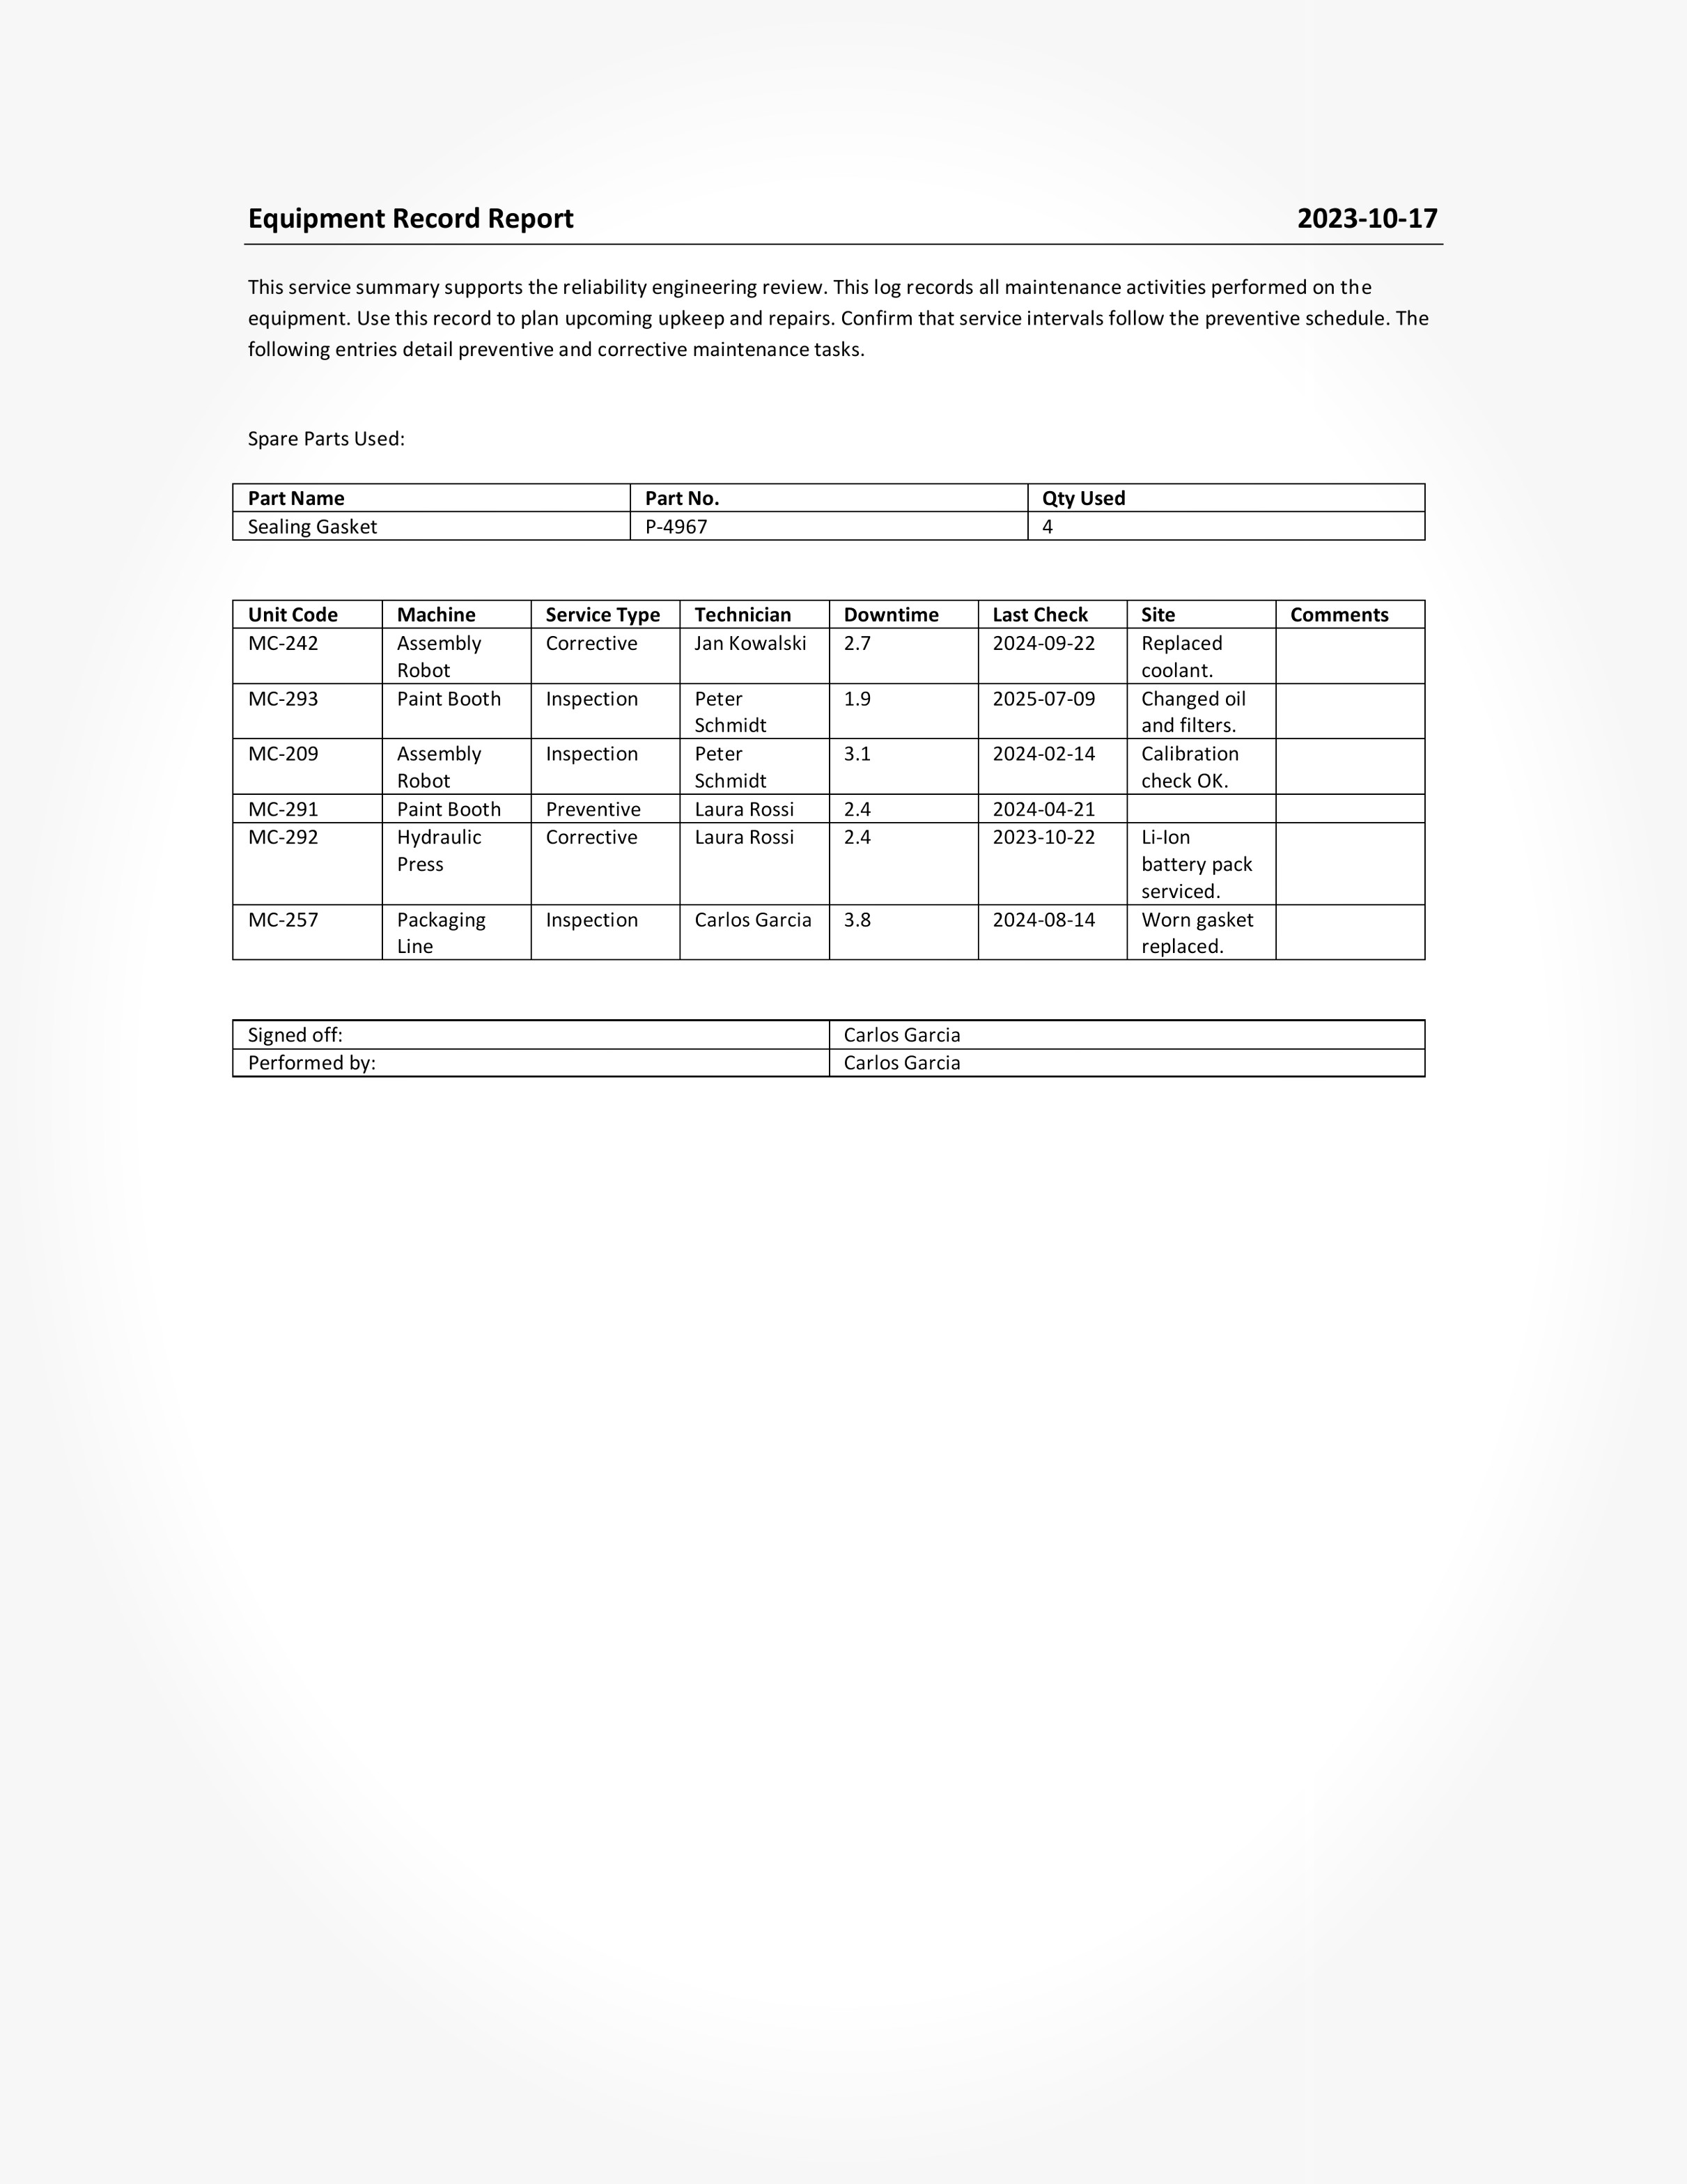 Equipment Record Report 2023-10-17
This service summary supports the reliability engineering review. This log records all maintenance activities performed on the
equipment. Use this record to plan upcoming upkeep and repairs. Confirm that service intervals follow the preventive schedule. The
following entries detail preventive and corrective maintenance tasks.
Spare Parts Used:
Part Name Part No. Qty Used
Sealing Gasket P-4967 4
Unit Code Machine Service Type Technician Downtime Last Check Site Comments
MC-242 Assembly Corrective Jan Kowalski 2.7 2024-09-22 Replaced
Robot coolant.
MC-293 Paint Booth Inspection Peter 1.9 2025-07-09 Changed oil
Schmidt and filters.
MC-209 Assembly Inspection Peter 3.1 2024-02-14 Calibration
Robot Schmidt check OK.
MC-291 Paint Booth Preventive Laura Rossi 2.4 2024-04-21
MC-292 Hydraulic Corrective Laura Rossi 2.4 2023-10-22 Li-Ion
Press battery pack
serviced.
MC-257 Packaging Inspection Carlos Garcia 3.8 2024-08-14 Worn gasket
Line replaced.
Signed off: Carlos Garcia
Performed by: Carlos Garcia